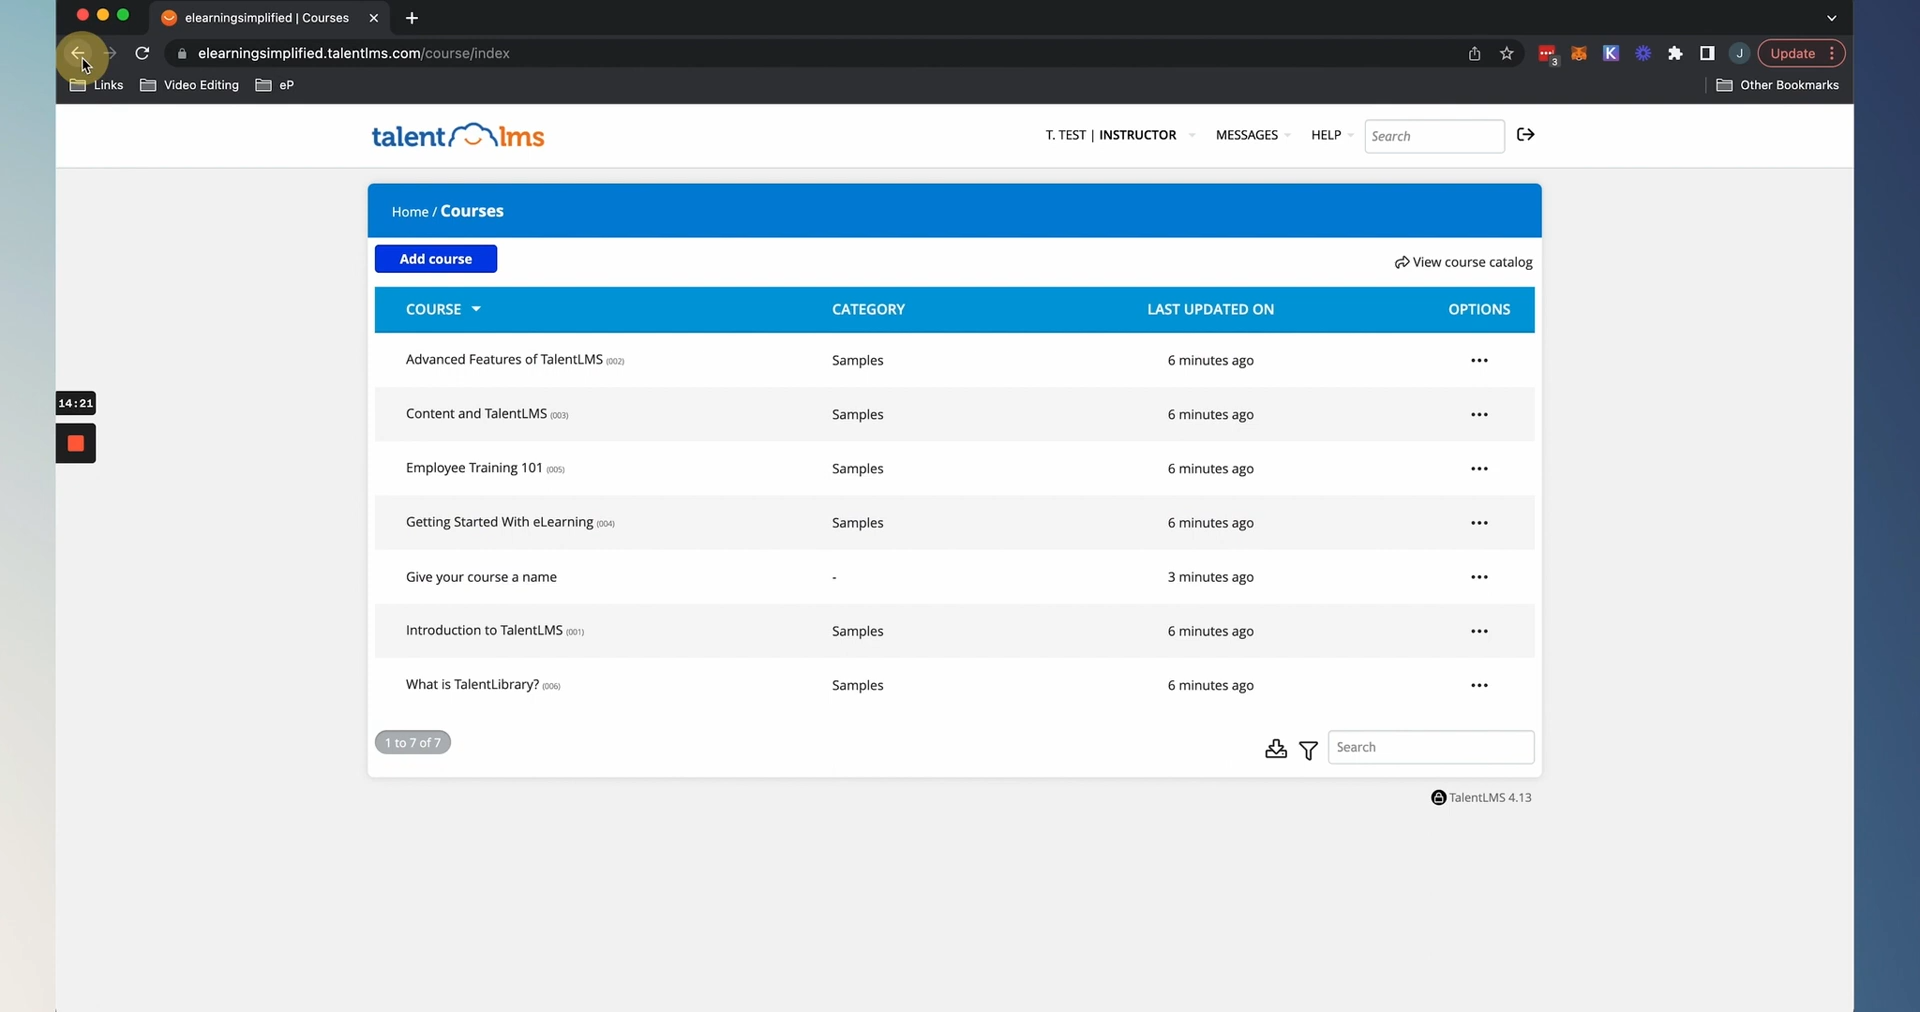 elearningsimplified | Courses
elearningsimplified.talentlms.com/course/index
3
K
J
Update
Links
Video Editing
eP
Other Bookmarks
talent lms
T. TEST | INSTRUCTOR
MESSAGES
HELP
Search
Home / Courses
Add course
View course catalog
COURSE CATEGORY LAST UPDATED ON OPTIONS
Advanced Features of TalentLMS (002) Samples 6 minutes ago
14:21
Content and TalentLMS (003) Samples 6 minutes ago
Employee Training 101 (005) Samples 6 minutes ago
Getting Started With eLearning (004) Samples 6 minutes ago
Give your course a name - 3 minutes ago
Introduction to TalentLMS (001) Samples 6 minutes ago
What is TalentLibrary? (006) Samples 6 minutes ago
1 to 7 of 7
Search
TalentLMS 4.13